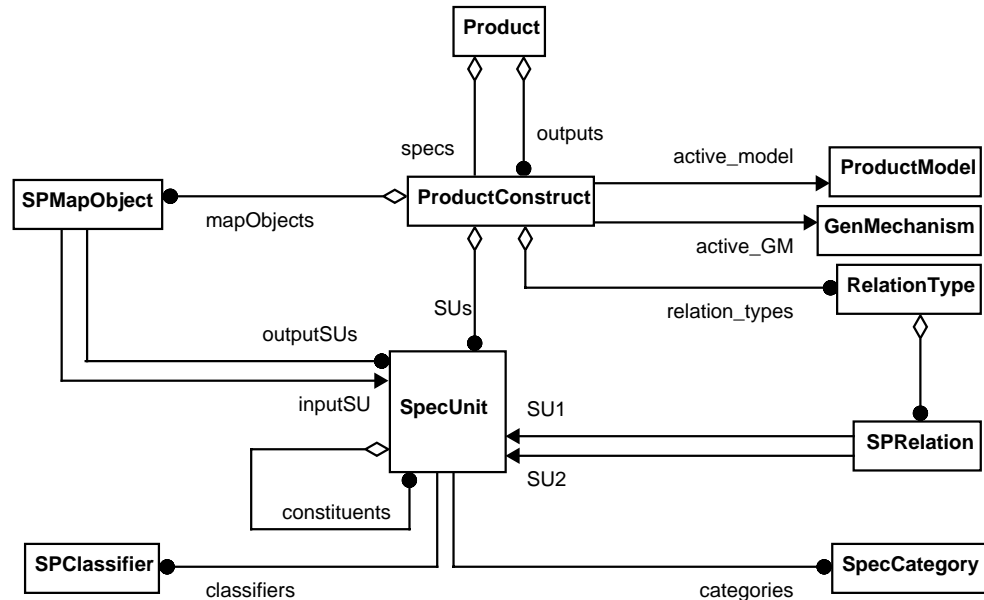 Product
specs
outputs
active_model
ProductModel
SPMapObject
mapObjects
ProductConstruct
GenMechanism
active_GM
RelationType
relation_types
SUs
outputSUs
inputSU
SpecUnit
SU1
SU2
SPRelation
constituents
SPClassifier
classifiers
categories
SpecCategory